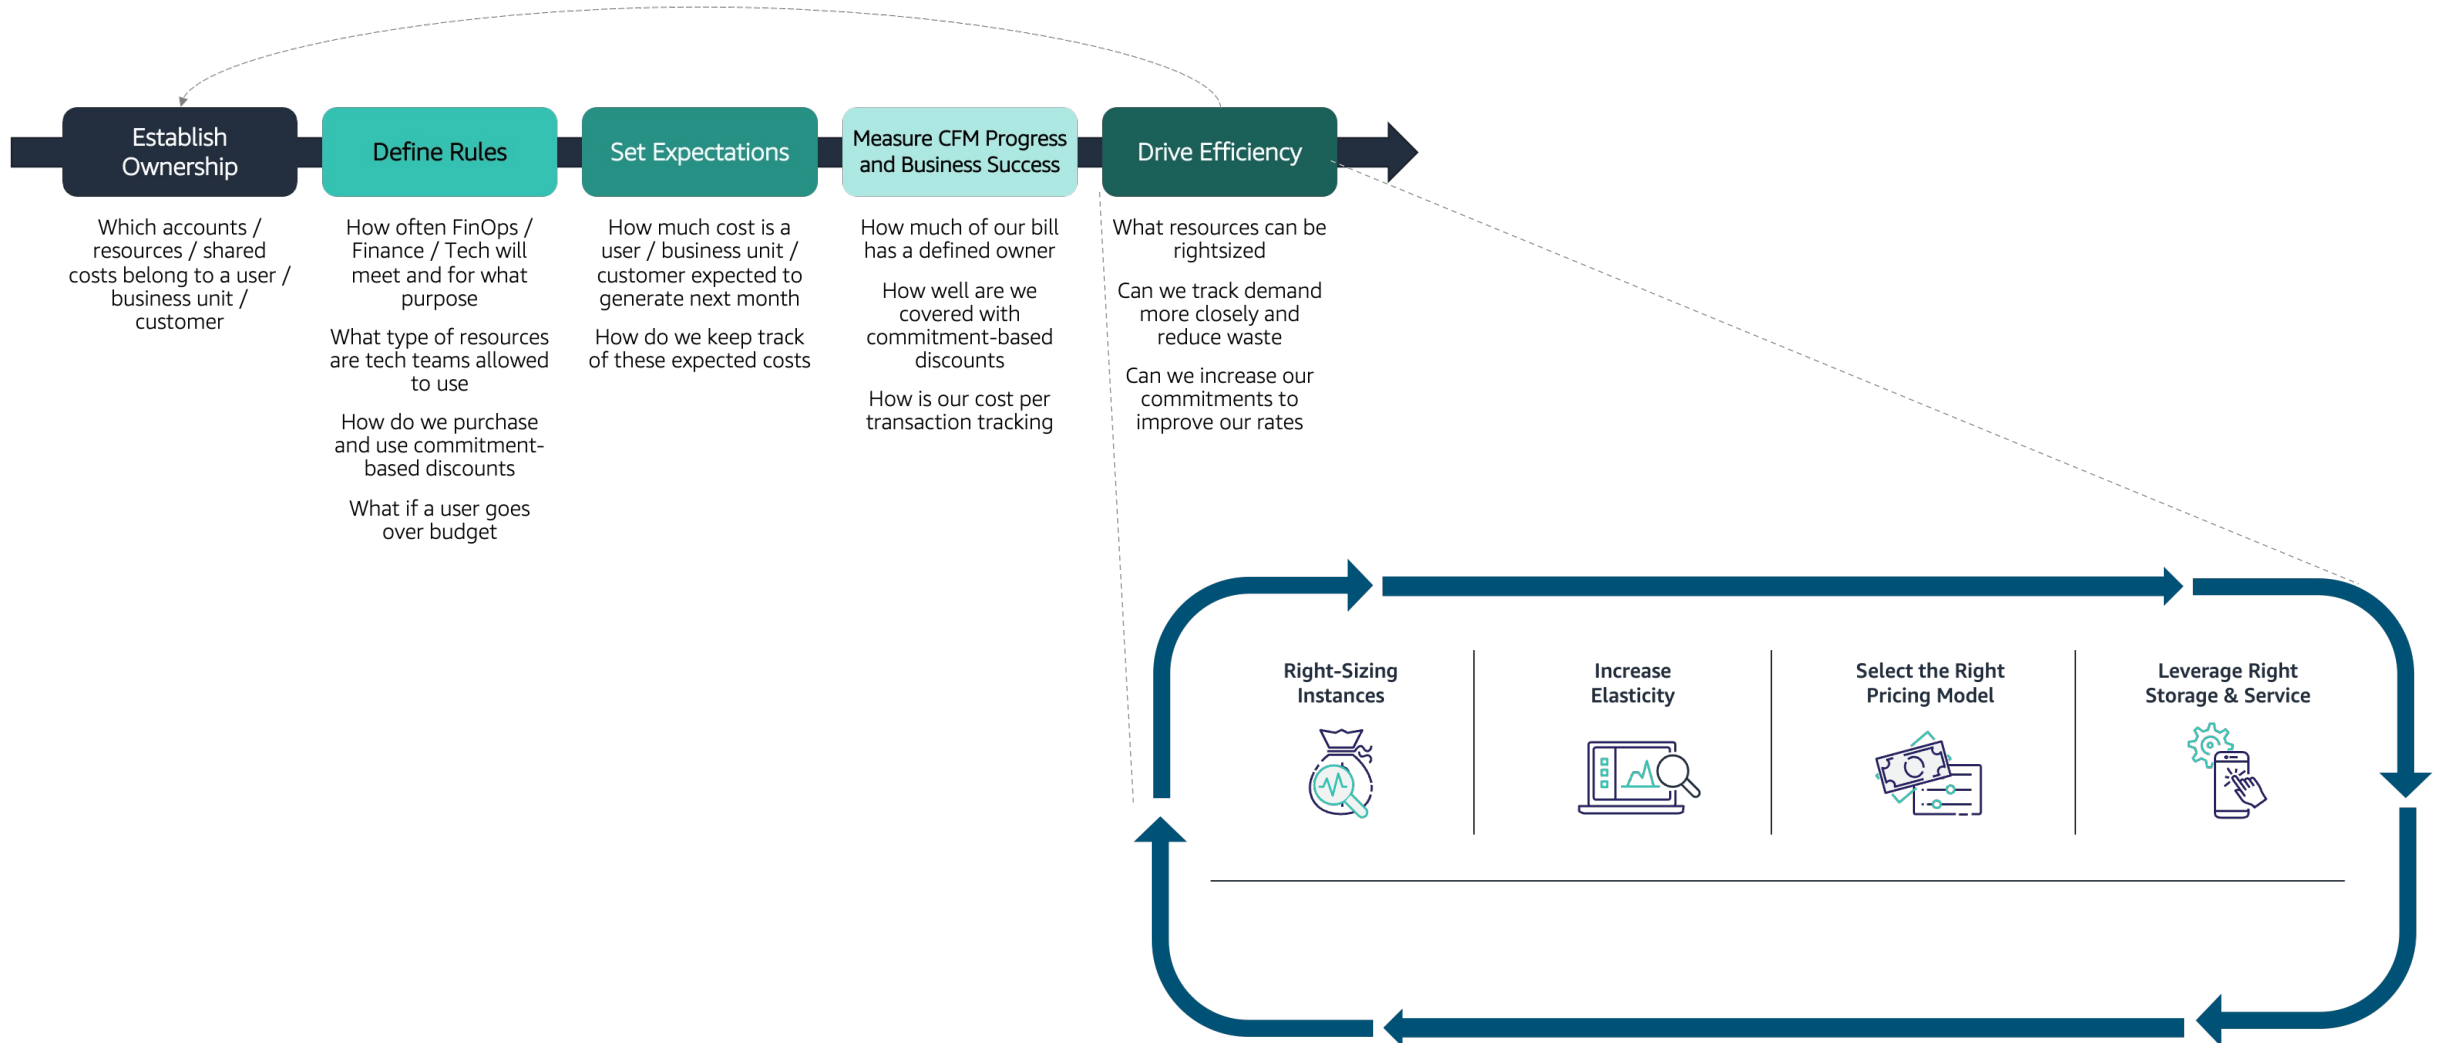 Establish
Ownership
Define Rules
Set Expectations
Measure CFM Progress
and Business Success
Drive Efficiency
Which accounts /
resources / shared
costs belong to a user /
business unit /
customer
How often FinOps /
Finance / Tech will
meet and for what
purpose
What type of resources
are tech teams allowed
to use
How do we purchase
and use commitment-
based discounts
What if a user goes
over budget
How much cost is a
user / business unit /
customer expected to
generate next month
How do we keep track
of these expected costs
How much of our bill
has a defined owner
How well are we
covered with
commitment-based
discounts
How is our cost per
transaction tracking
What resources can be
rightsized
Can we track demand
more closely and
reduce waste
Can we increase our
commitments to
improve our rates
Right-Sizing
Instances
Increase
Elasticity
Select the Right
Pricing Model
Leverage Right
Storage & Service